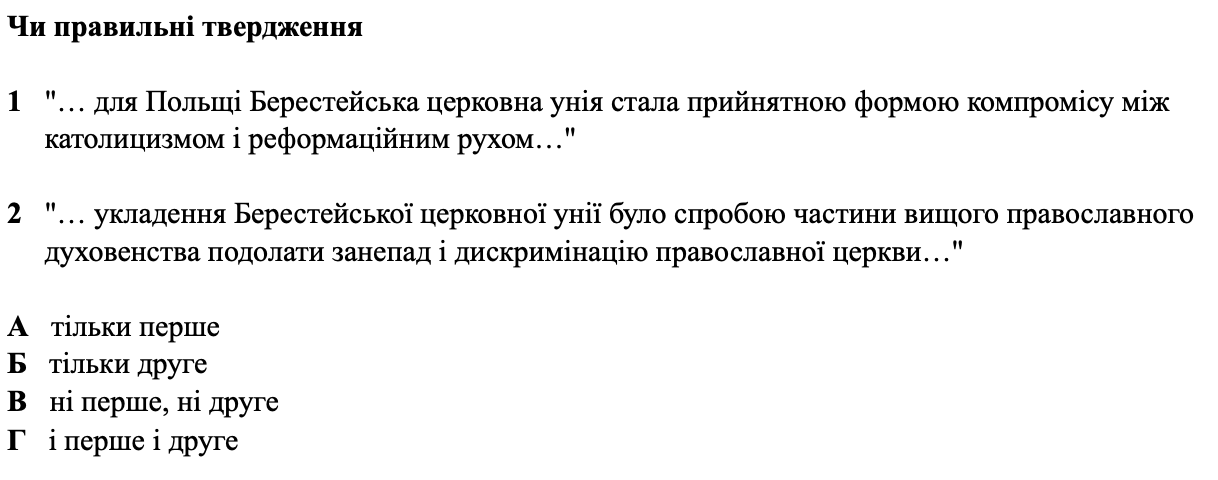 Чи правильні твердження
1 "… для Польщі Берестейська церковна унія стала прийнятною формою компромісу між
католицизмом і реформаційним рухом…"
2 "… укладення Берестейської церковної унії було спробою частини вищого православного
духовенства подолати занепад і дискримінацію православної церкви…"
А тільки перше
Б тільки друге
В ні перше, ні друге
Г і перше і друге